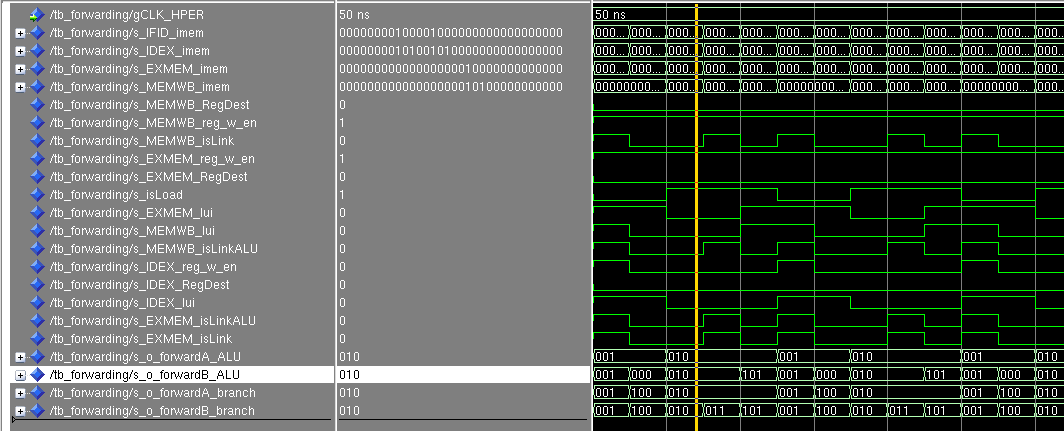 /tb_forwarding/gCLK_HPER 50 ns 50 ns
/tb_forwarding/s_IFID_imem 00000000010000100000000000000000 000... 000... 000... 000... 000... 000... 000... 000... 000... 000... 000... 000...
/tb_forwarding/s_IDEX_imem 00000000101001010000000000000000 000... 000... 000... 000... 000... 000... 000... 000... 000... 000... 000... 000...
/tb_forwarding/s_EXMEM_imem 00000000000000000001000000000000 000... 000... 000... 000... 000... 000... 000... 000... 000... 000... 000... 000...
/tb_forwarding/s_MEMWB_imem 00000000000000000010100000000000 00000000... 000... 000... 000... 00000000... 000... 000... 000... 00000000...
/tb_forwarding/s_MEMWB_RegDest 0
/tb_forwarding/s_MEMWB_reg_w_en 1
/tb_forwarding/s_MEMWB_isLink 0
/tb_forwarding/s_EXMEM_reg_w_en 1
/tb_forwarding/s_EXMEM_RegDest 0
/tb_forwarding/s_isLoad 1
/tb_forwarding/s_EXMEM_lui 0
/tb_forwarding/s_MEMWB_lui 0
/tb_forwarding/s_MEMWB_isLinkALU 0
/tb_forwarding/s_IDEX_reg_w_en 0
/tb_forwarding/s_IDEX_RegDest 0
/tb_forwarding/s_IDEX_lui 0
/tb_forwarding/s_EXMEM_isLinkALU 0
/tb_forwarding/s_EXMEM_isLink 0
/tb_forwarding/s_o_forwardA_ALU 010 001 010 001 010 001 010
/tb_forwarding/s_o_forwardB_ALU 010 001 000 010 101 001 000 010 101 001 000 010
/tb_forwarding/s_o_forwardA_branch 010 001 100 010 001 100 010 001 100 010
/tb_forwarding/s_o_forwardB_branch 010 001 100 010 011 101 001 100 010 011 101 001 100 010